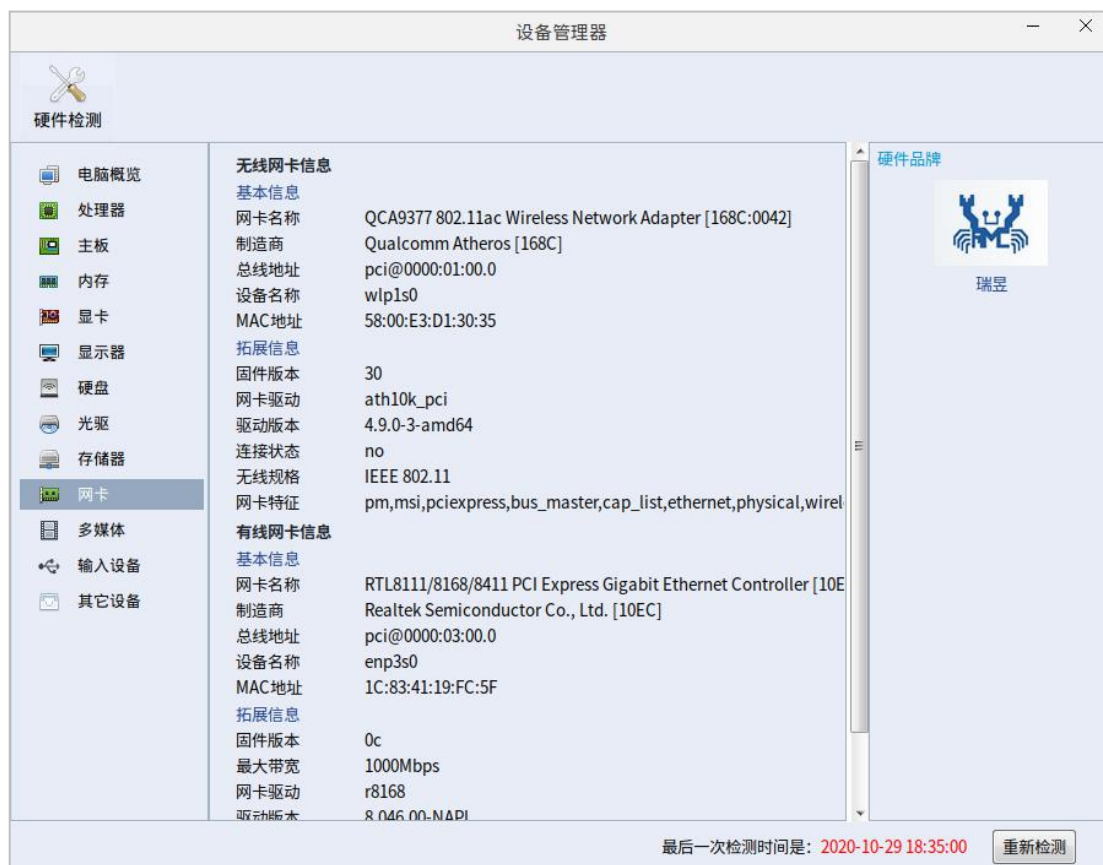 设备管理器
硬件检测
电脑概览
处理器
主板
内存
显卡
显示器
硬盘
光驱
存储器
网卡
多媒体
输入设备
其它设备
无线网卡信息
基本信息
网卡名称 QCA9377 802.11ac Wireless Network Adapter [168C:0042]
制造商 Qualcomm Atheros [168C]
总线地址 pci@0000:01:00.0
设备名称 wlp1s0
MAC地址 58:00:E3:D1:30:35
拓展信息
固件版本 30
网卡驱动 ath10k_pci
驱动版本 4.9.0-3-amd64
连接状态 no
无线规格 IEEE 802.11
网卡特征 pm,msi,pciexpress,bus_master,cap_list,ethernet,physical,wirel
有线网卡信息
基本信息
网卡名称 RTL8111/8168/8411 PCI Express Gigabit Ethernet Controller [10E
制造商 Realtek Semiconductor Co., Ltd. [10EC]
总线地址 pci@0000:03:00.0
设备名称 enp3s0
MAC地址 1C:83:41:19:FC:5F
拓展信息
固件版本 0c
最大带宽 1000Mbps
网卡驱动 r8168
驱动版本 8.046.00-NAPI
硬件品牌
瑞昱
最后一次检测时间是：2020-10-29 18:35:00
重新检测